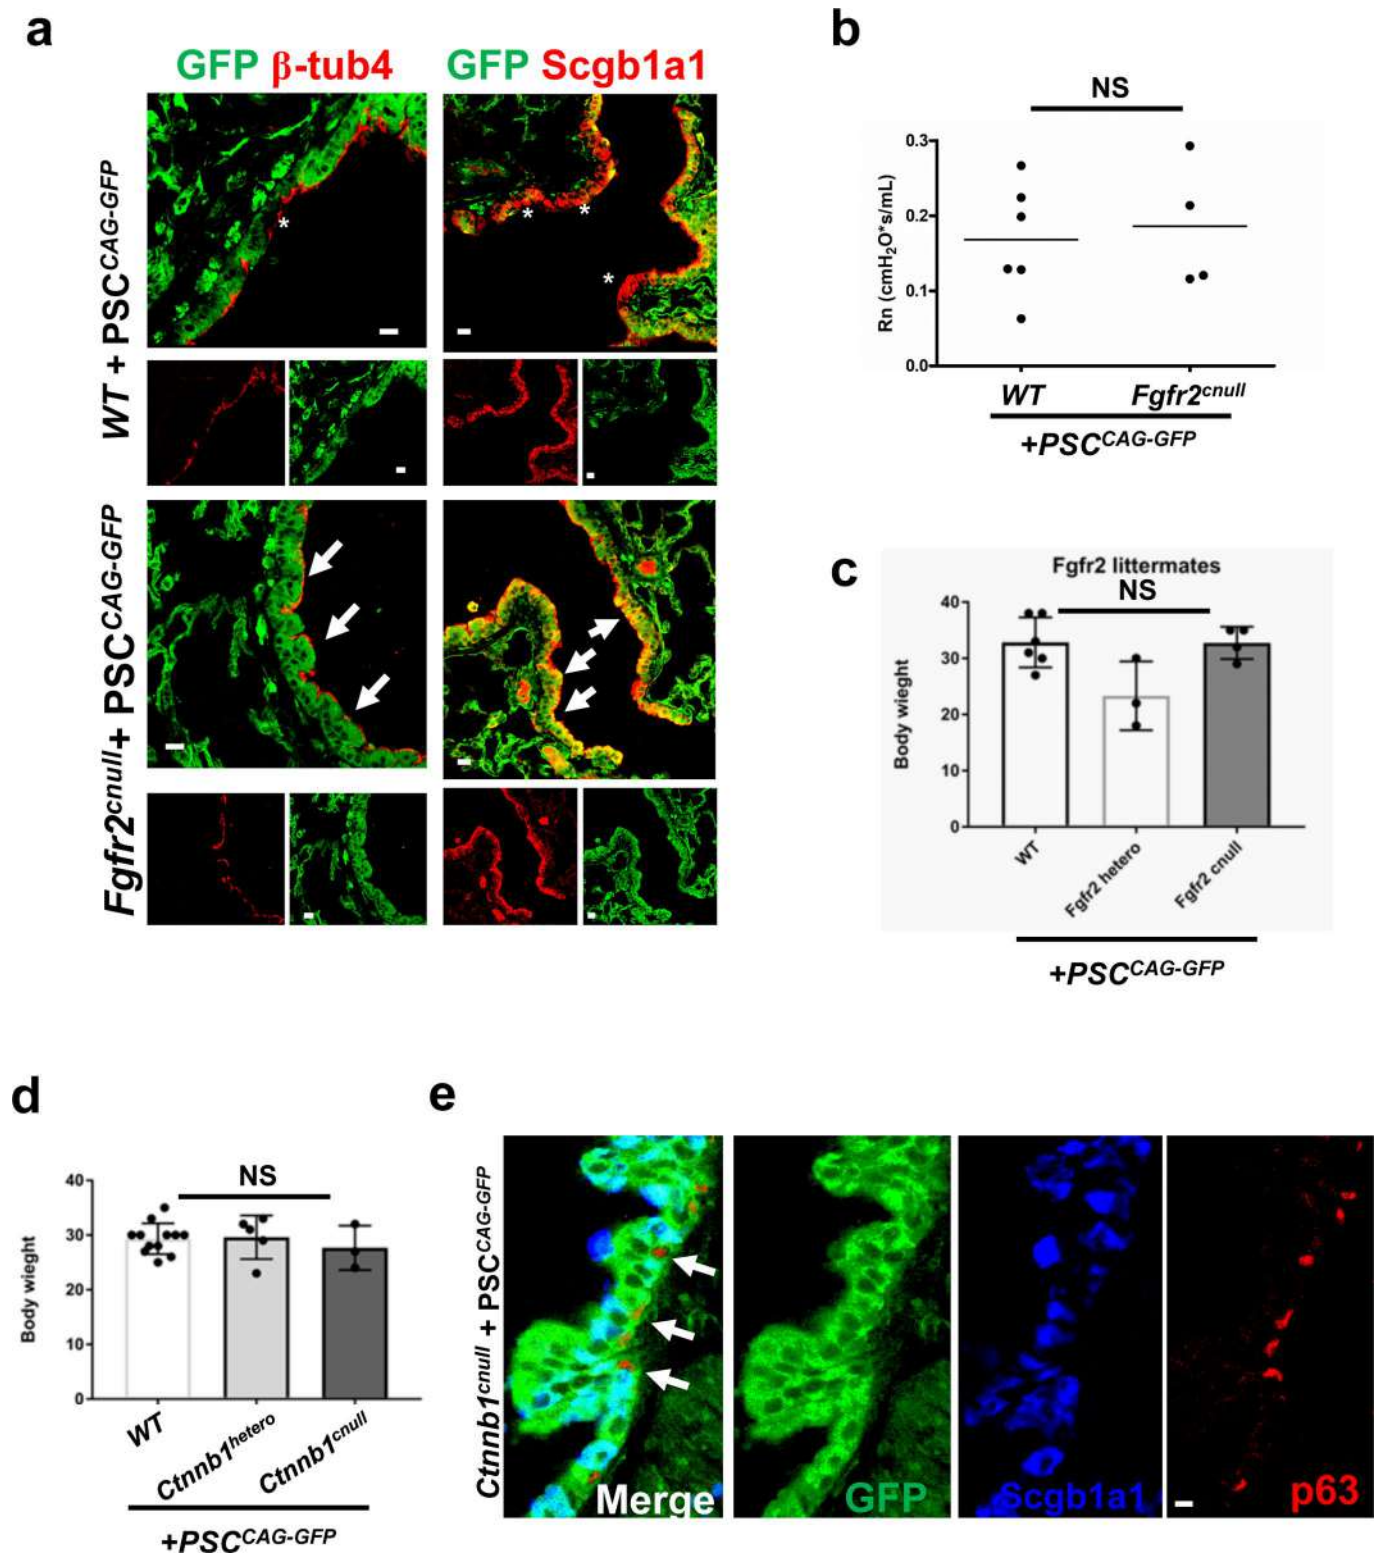 a
GFP β-tub4
GFP Scgb1a1
WT + PSC^CAG-GFP
*
*
*
*
Fgfr2^cnull + PSC^CAG-GFP
b
NS
0.3
0.2
0.1
0.0
Rn (cmH₂O*s/mL)
WT
Fgfr2^cnull
+PSC^CAG-GFP
c
Fgfr2 littermates
NS
40
30
20
10
0
Body wieght
WT
Fgfr2 hetero
Fgfr2 cnull
+PSC^CAG-GFP
d
NS
40
30
20
10
0
Body wieght
WT
Ctnnb1^hetero
Ctnnb1^cnull
+PSC^CAG-GFP
e
Ctnnb1^cnull + PSC^CAG-GFP
Merge
GFP
Scgb1a1
p63